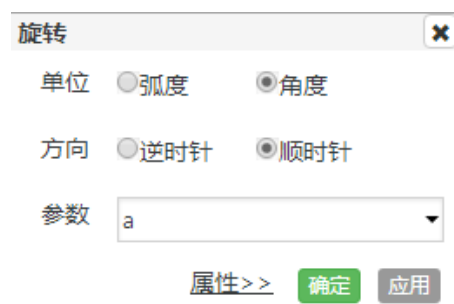 旋转
单位 弧度 角度
方向 逆时针 顺时针
参数 a
属性>> 确定 应用